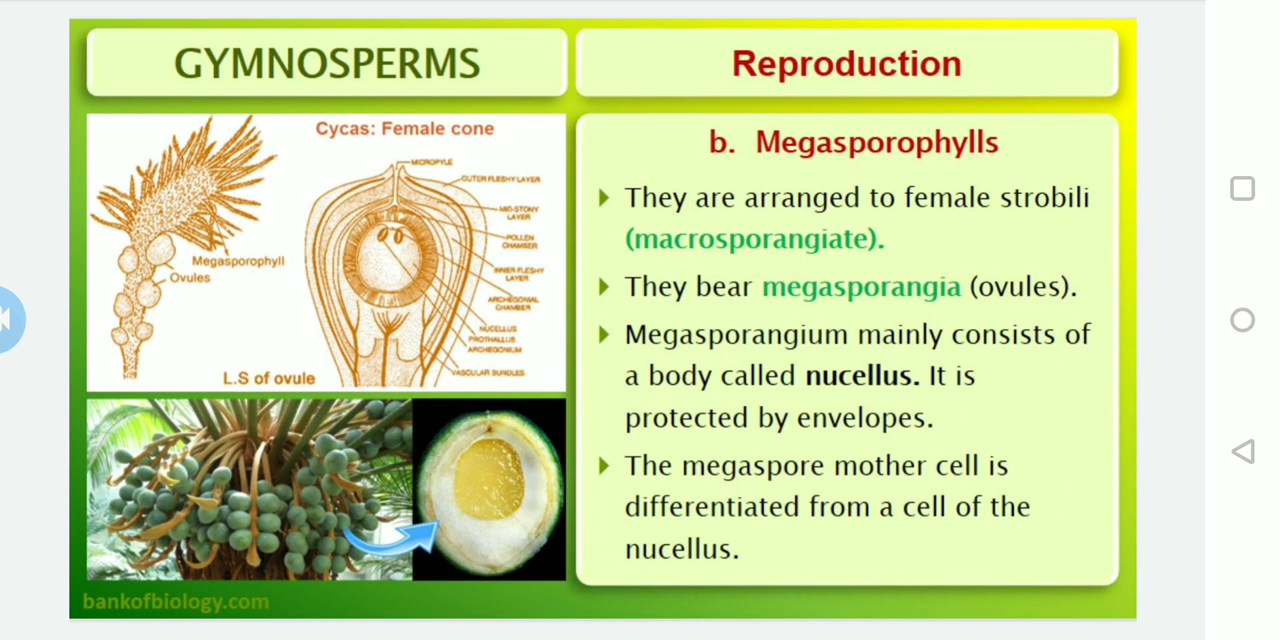 GYMNOSPERMS
Reproduction
Cycas: Female cone
MICROPYLE
OUTER FLESHY LAYER
MID-STONY
LAYER
POLLEN
CHAMBER
INNER FLESHY
LAYER
ARCHEGONIAL
CHAMBER
NUCELLUS
PROTHALLUS
ARCHEGONIUM
VASCULAR BUNDLES
Megasporophyll
Ovules
L.S of ovule
b. Megasporophylls
They are arranged to female strobili
(macrosporangiate).
They bear megasporangia (ovules).
Megasporangium mainly consists of
a body called nucellus. It is
protected by envelopes.
The megaspore mother cell is
differentiated from a cell of the
nucellus.
bankofbiology.com